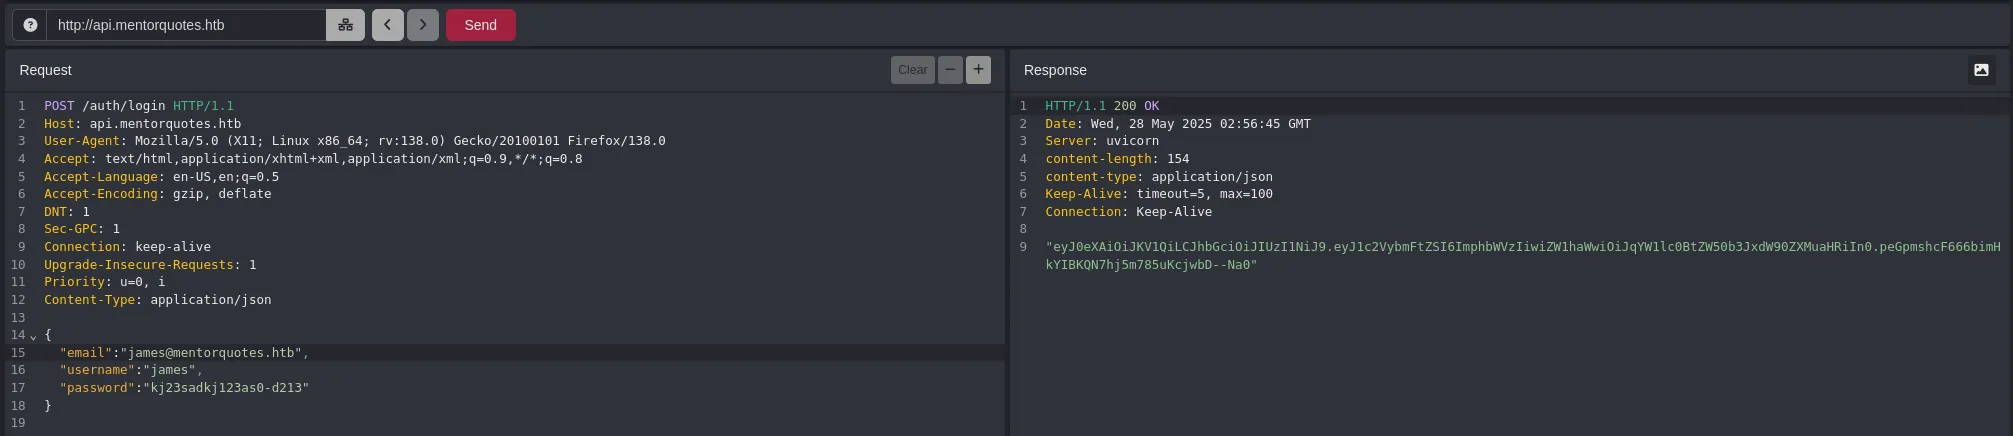 http://api.mentorquotes.htb
Send
Request
Clear
Response
1 POST /auth/login HTTP/1.1
2 Host: api.mentorquotes.htb
3 User-Agent: Mozilla/5.0 (X11; Linux x86_64; rv:138.0) Gecko/20100101 Firefox/138.0
4 Accept: text/html,application/xhtml+xml,application/xml;q=0.9,*/*;q=0.8
5 Accept-Language: en-US,en;q=0.5
6 Accept-Encoding: gzip, deflate
7 DNT: 1
8 Sec-GPC: 1
9 Connection: keep-alive
10 Upgrade-Insecure-Requests: 1
11 Priority: u=0, i
12 Content-Type: application/json
13
14 {
15 "email":"james@mentorquotes.htb",
16 "username":"james",
17 "password":"kj23sadkj123as0-d213"
18 }
19
1 HTTP/1.1 200 OK
2 Date: Wed, 28 May 2025 02:56:45 GMT
3 Server: uvicorn
4 content-length: 154
5 content-type: application/json
6 Keep-Alive: timeout=5, max=100
7 Connection: Keep-Alive
8
9 "eyJ0eXAiOiJKV1QiLCJhbGciOiJIUzI1NiJ9.eyJ1c2VybmFtZSI6ImphbWVzIiwiZW1haWwiOiJqYW1lc0BtZW50b3JxdW90ZXMuaHRiIn0.peGpmshcF666bimH
kYIBKQN7hj5m785uKcjwbD--Na0"